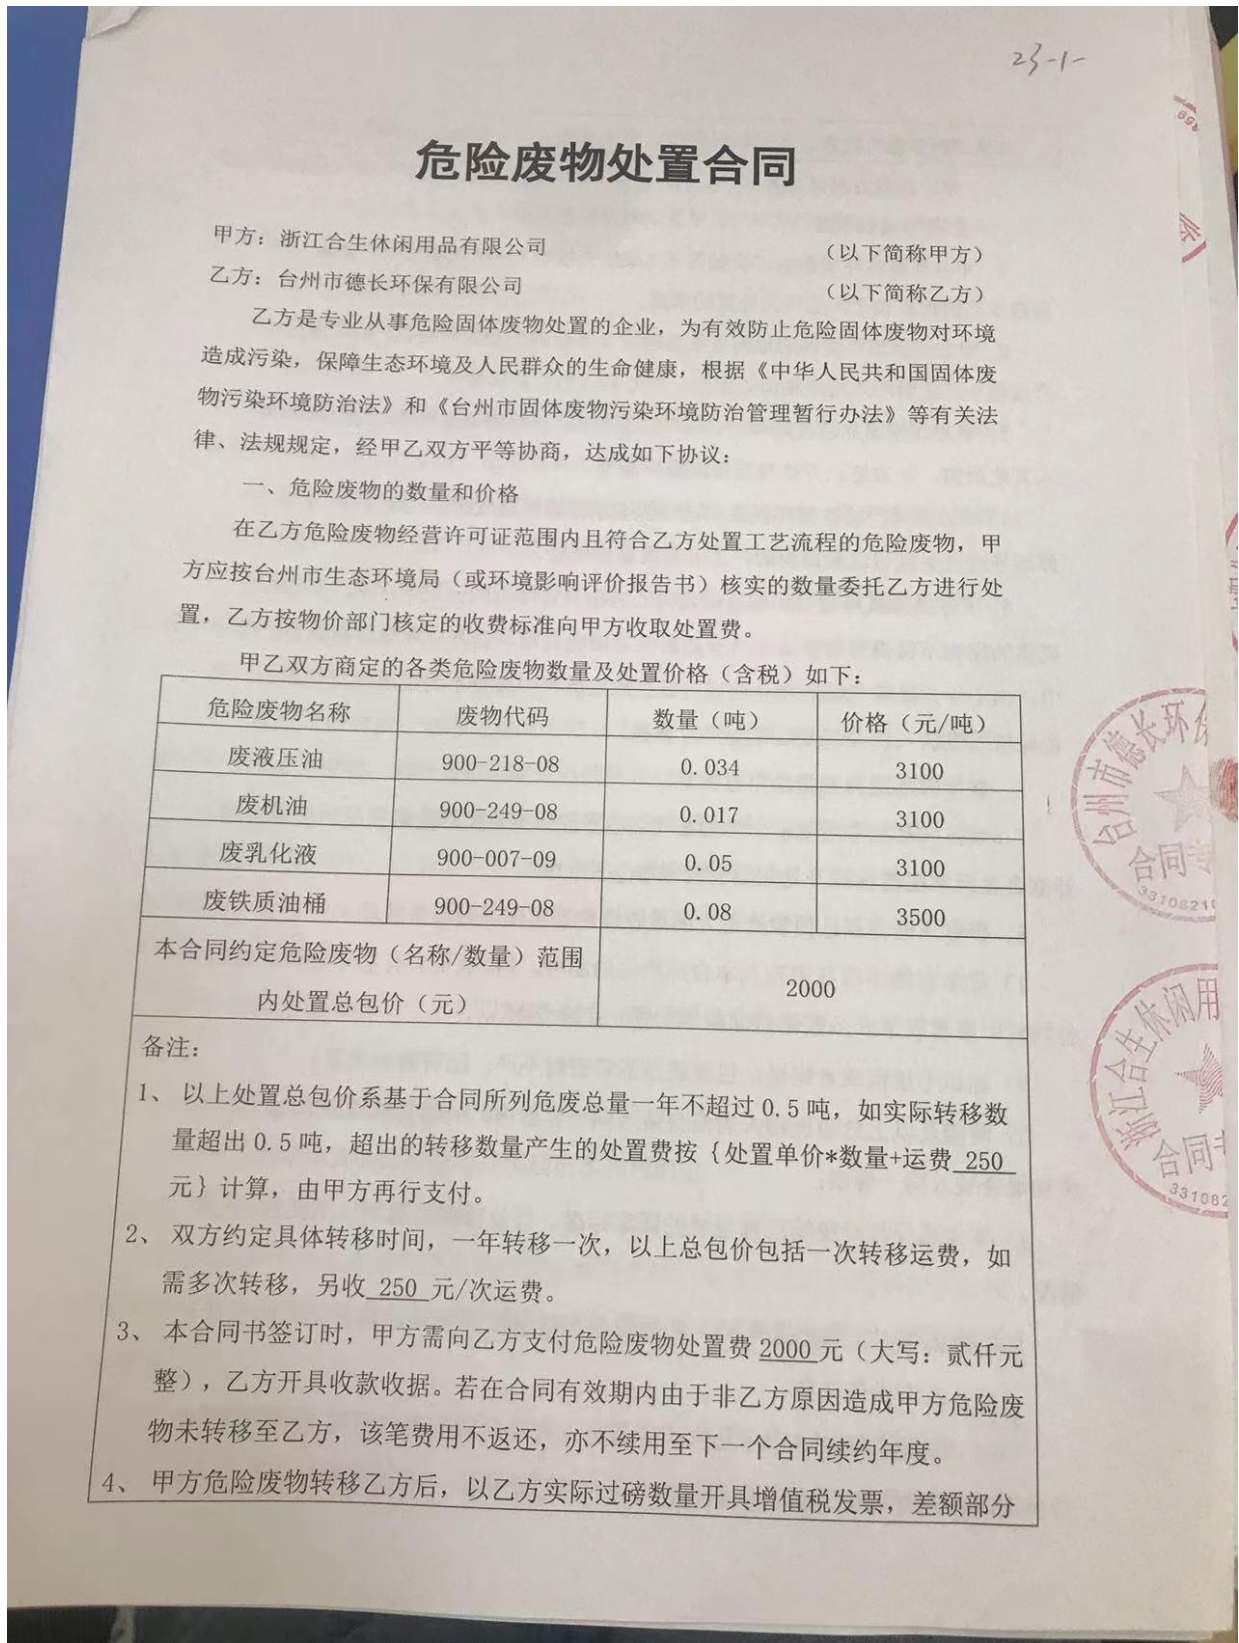 23-1-
危险废物处置合同
甲方：浙江合生休闲用品有限公司 （以下简称甲方）
乙方：台州市德长环保有限公司 （以下简称乙方）
乙方是专业从事危险固体废物处置的企业，为有效防止危险固体废物对环境
造成污染，保障生态环境及人民群众的生命健康，根据《中华人民共和国固体废
物污染环境防治法》和《台州市固体废物污染环境防治管理暂行办法》等有关法
律、法规规定，经甲乙双方平等协商，达成如下协议：
一、危险废物的数量和价格
在乙方危险废物经营许可证范围内且符合乙方处置工艺流程的危险废物，甲
方应按台州市生态环境局（或环境影响评价报告书）核实的数量委托乙方进行处
置，乙方按物价部门核定的收费标准向甲方收取处置费。
甲乙双方商定的各类危险废物数量及处置价格（含税）如下：
危险废物名称 废物代码 数量（吨） 价格（元/吨）
废液压油 900-218-08 0.034 3100
废机油 900-249-08 0.017 3100
废乳化液 900-007-09 0.05 3100
废铁质油桶 900-249-08 0.08 3500
本合同约定危险废物（名称/数量）范围
内处置总包价（元） 2000
备注：
1、 以上处置总包价系基于合同所列危废总量一年不超过 0.5 吨，如实际转移数
量超出 0.5 吨，超出的转移数量产生的处置费按｛处置单价*数量+运费 250
元｝计算，由甲方再行支付。
2、 双方约定具体转移时间，一年转移一次，以上总包价包括一次转移运费，如
需多次转移，另收 250 元/次运费。
3、 本合同书签订时，甲方需向乙方支付危险废物处置费 2000 元（大写：贰仟元
整），乙方开具收款收据。若在合同有效期内由于非乙方原因造成甲方危险废
物未转移至乙方，该笔费用不返还，亦不续用至下一个合同续约年度。
4、 甲方危险废物转移乙方后，以乙方实际过磅数量开具增值税发票，差额部分
台州市德长环保
合同专
3310821
浙江合生休闲用
合同专
331082